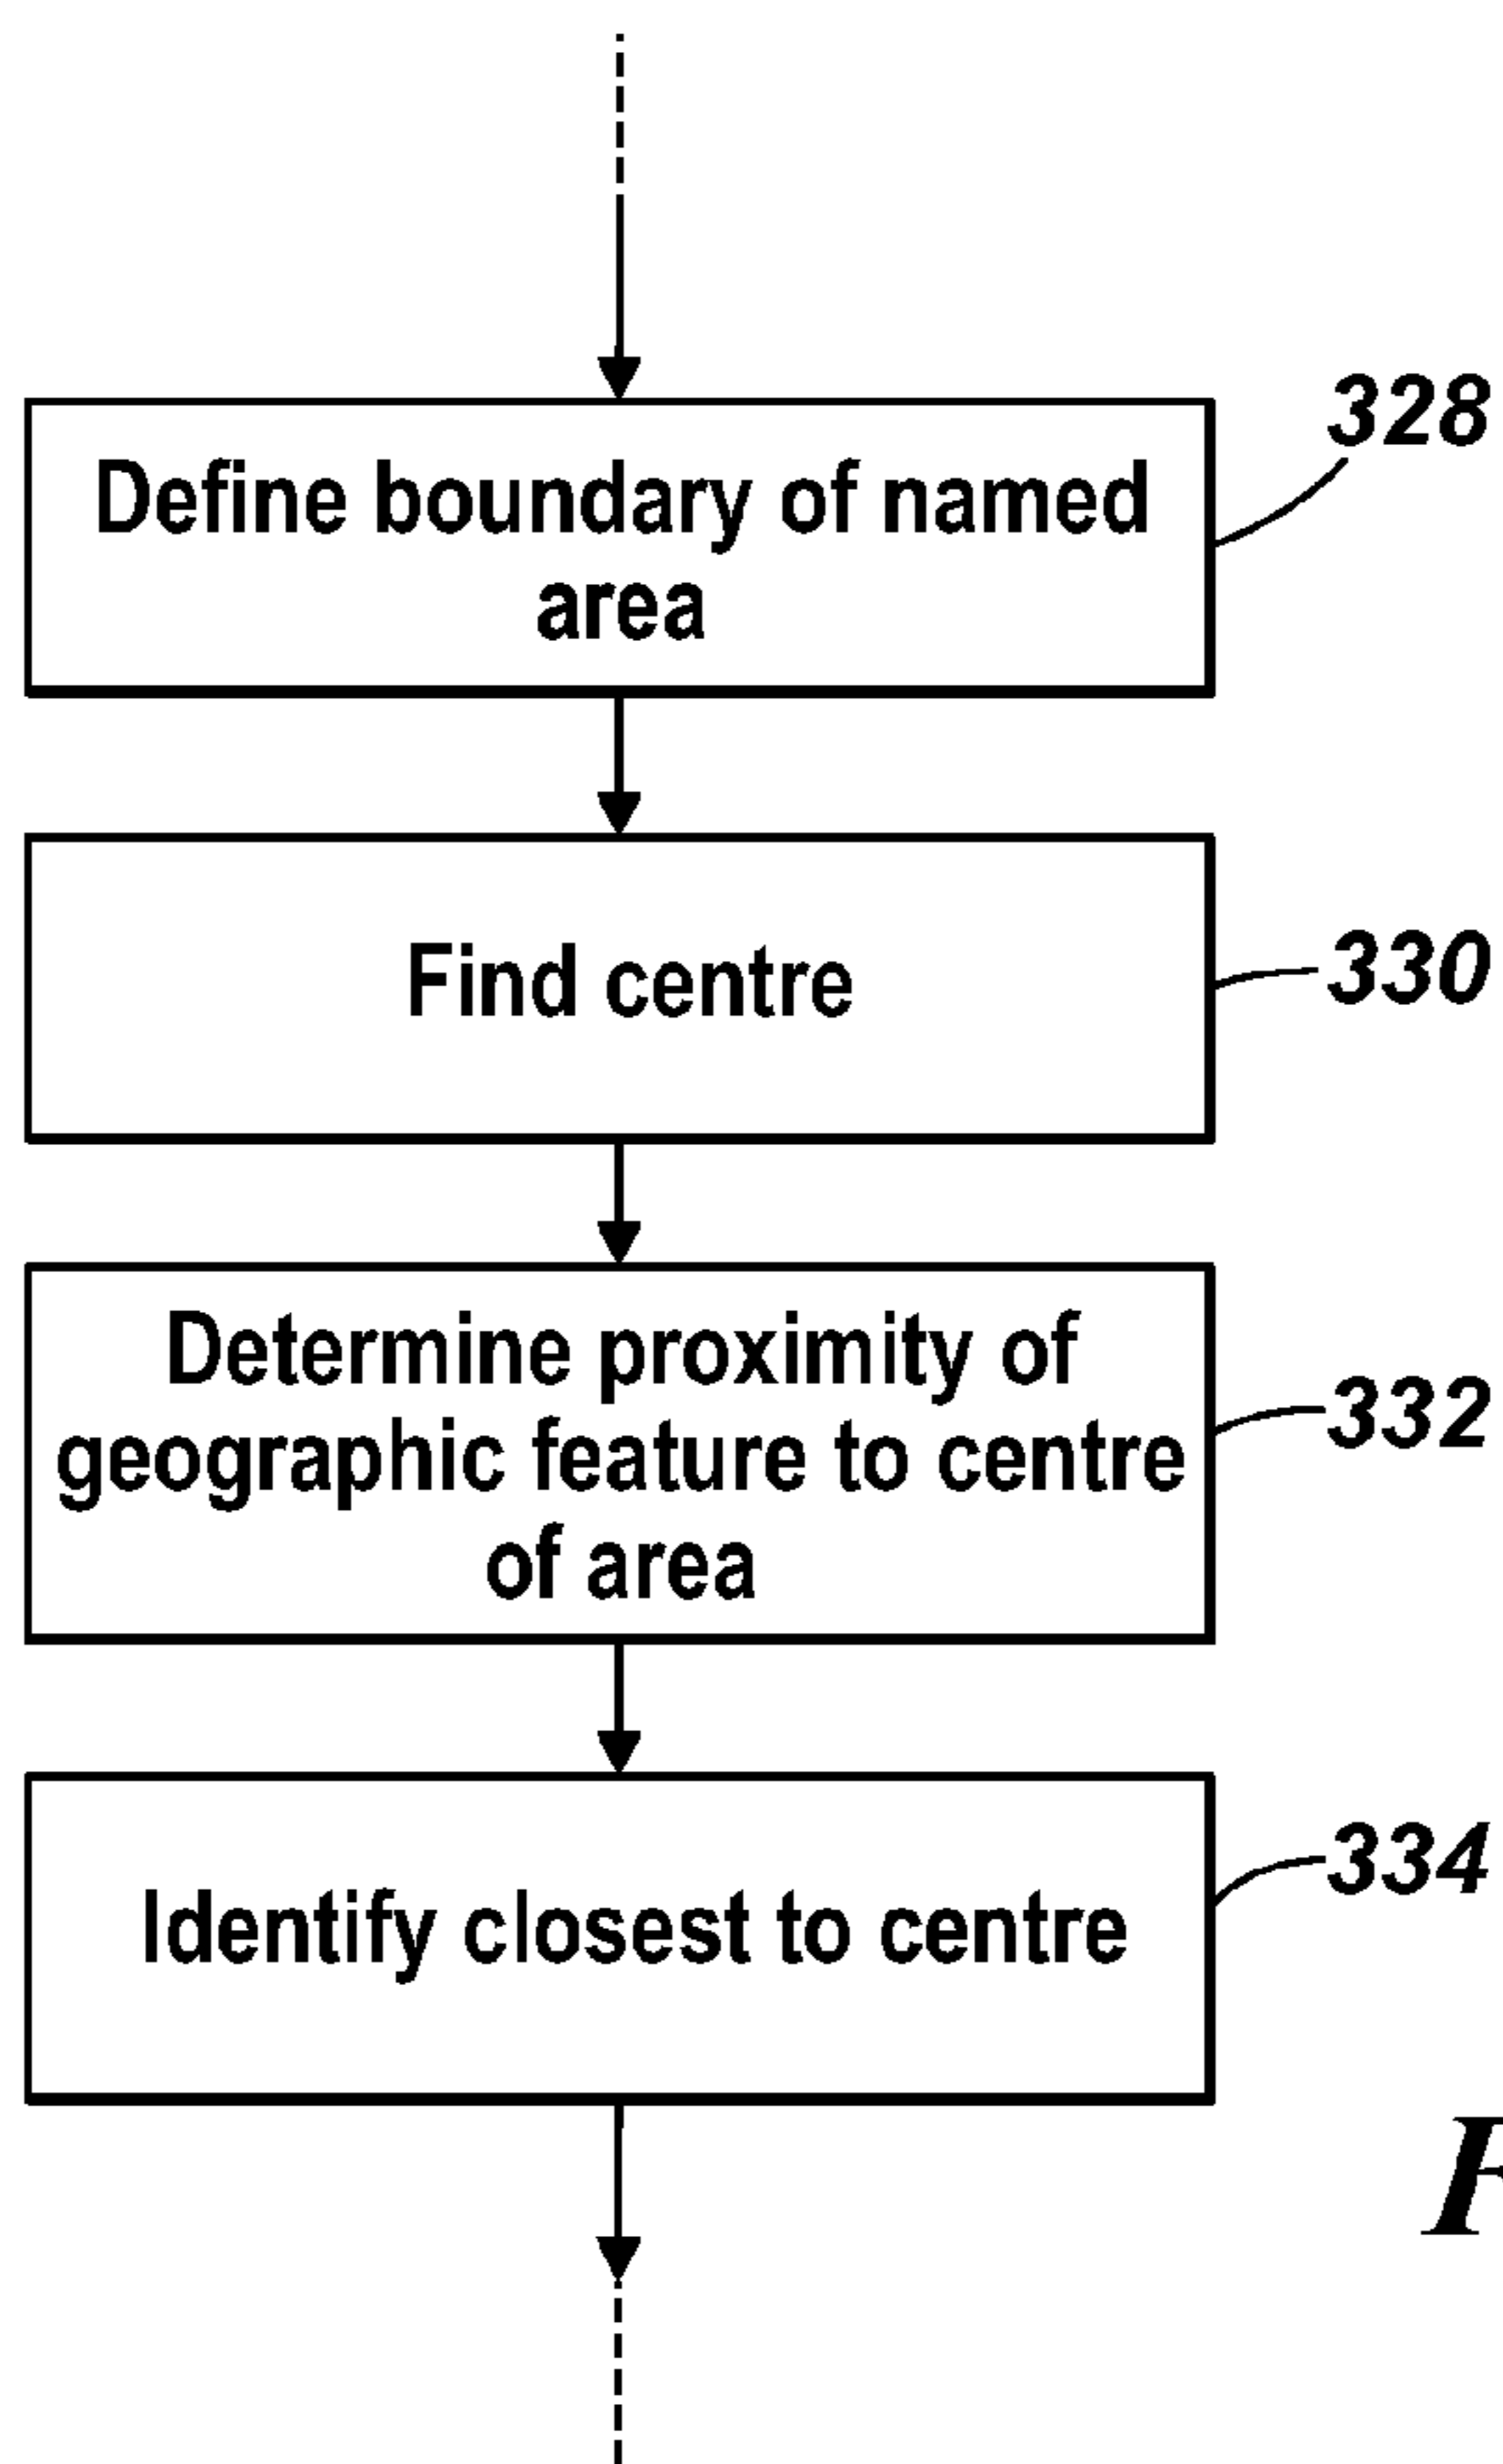 328
Define boundary of named
area
Find centre
330
Determine proximity of
geographic feature to centre
of area
332
Identify closest to centre
334